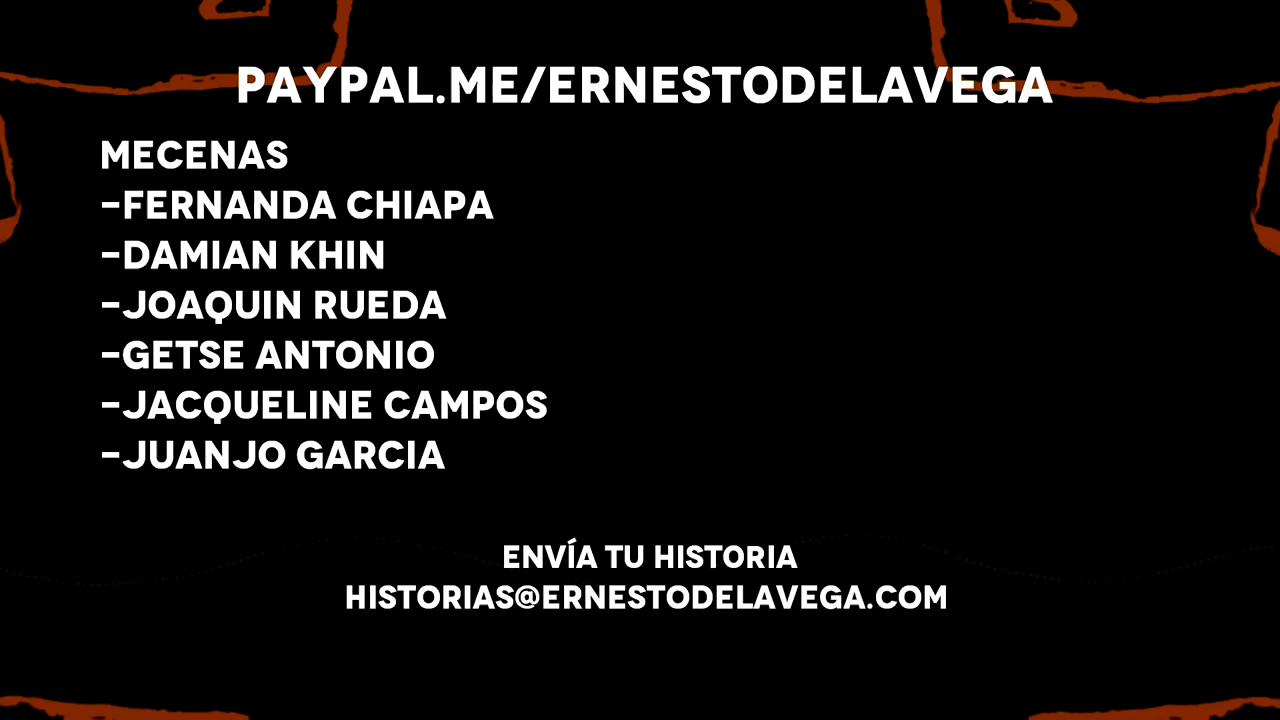 PAYPAL.ME/ERNESTODELAVEGA
MECENAS
-FERNANDA CHIAPA
-DAMIAN KHIN
-JOAQUIN RUEDA
-GETSE ANTONIO
-JACQUELINE CAMPOS
-JUANJO GARCIA
ENVÍA TU HISTORIA
HISTORIAS@ERNESTODELAVEGA.COM